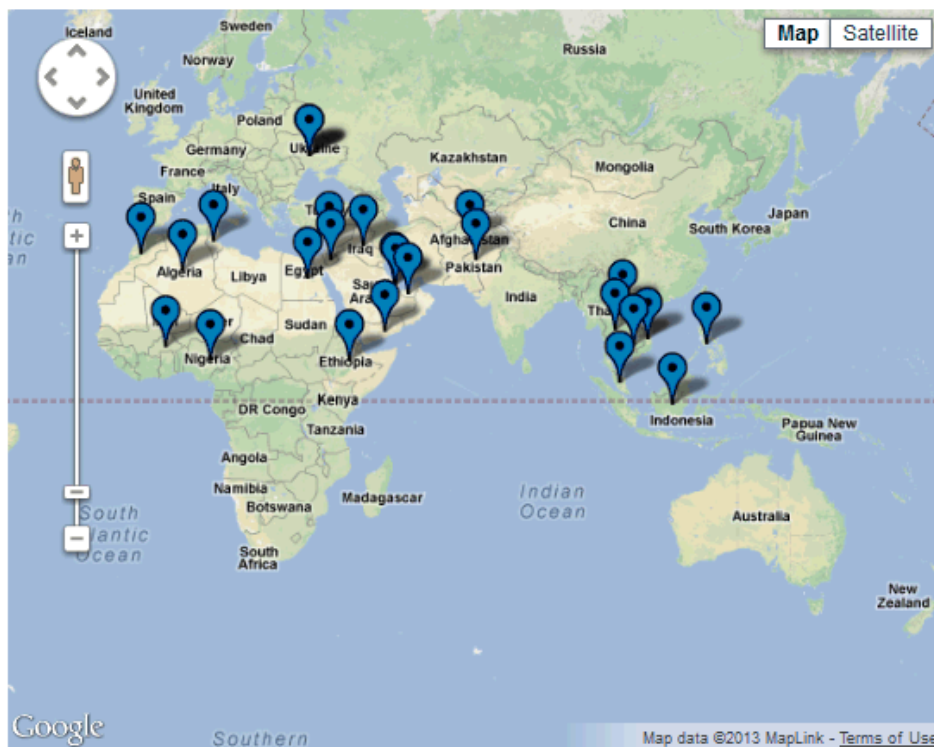 Iceland
Sweden
Map
Satellite
Russia
Norway
United
Kingdom
Poland
Ukraine
Germany
Kazakhstan
Mongolia
France
Italy
Spain
Japan
China
South Korea
Afghanistan
Iraq
Algeria
Libya
Egypt
Pakistan
India
Chad
Sudan
Nigeria
Ethiopia
Kenya
DR Congo
Indonesia
Tanzania
Papua New
Guinea
Angola
Namibia
Botswana
Madagascar
Indian
Ocean
South
Ocean
Australia
South
Africa
New
Zealand
Google
Southern
Map data ©2013 MapLink - Terms of Use